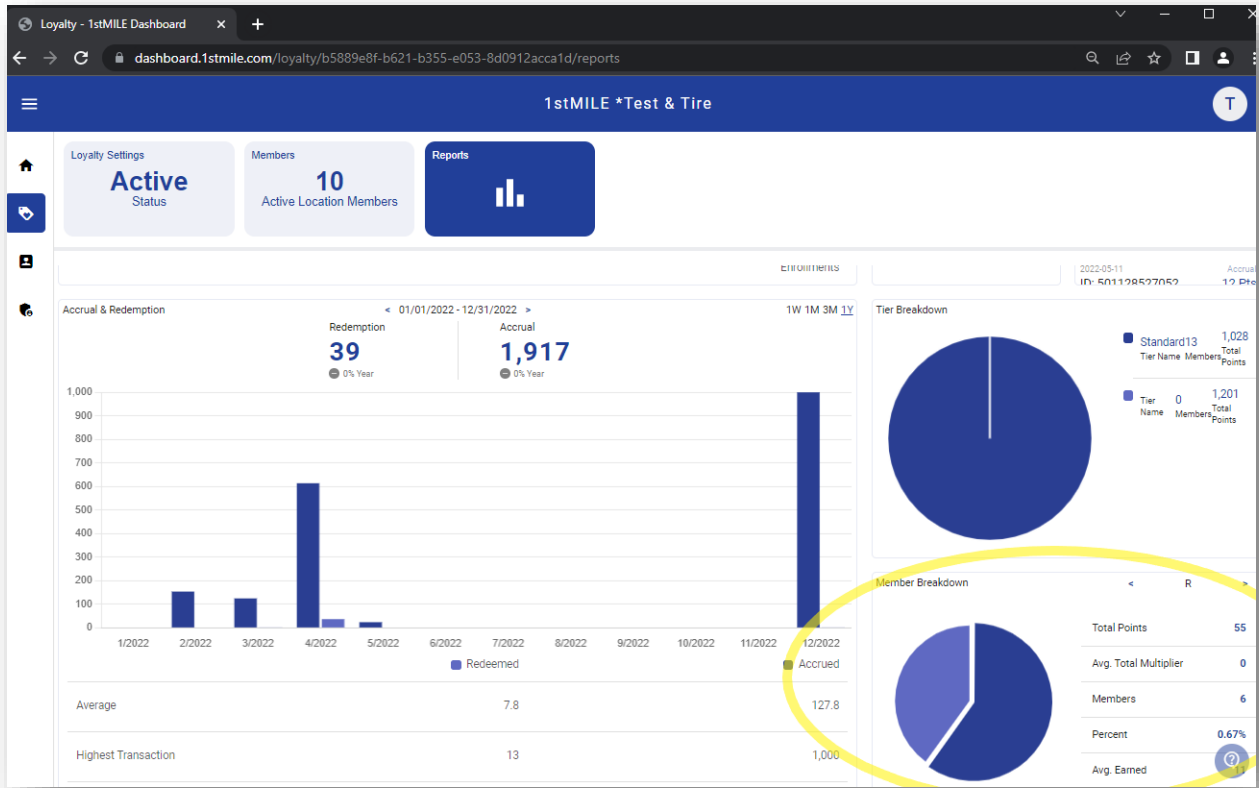 Loyalty - 1stMILE Dashboard
dashboard.1stmile.com/loyalty/b5889e8f-b621-b355-e053-8d0912acca1d/reports
1stMILE *Test & Tire
T
Loyalty Settings
Active
Status
Members
10
Active Location Members
Reports
Enrollments
2022-05-11 Accrual
ID: 501128527052 12 Pts
Accrual & Redemption
< 01/01/2022 - 12/31/2022 >
1W 1M 3M 1Y
Redemption
39
0% Year
Accrual
1,917
0% Year
1,000
900
800
700
600
500
400
300
200
100
0
1/2022 2/2022 3/2022 4/2022 5/2022 6/2022 7/2022 8/2022 9/2022 10/2022 11/2022 12/2022
Redeemed Accrued
Average 7.8 127.8
Highest Transaction 13 1,000
Tier Breakdown
Standard 13 1,028
Tier Name Members Total
Points
Tier 0 1,201
Name Members Total
Points
Member Breakdown < R >
Total Points 55
Avg. Total Multiplier 0
Members 6
Percent 0.67%
Avg. Earned